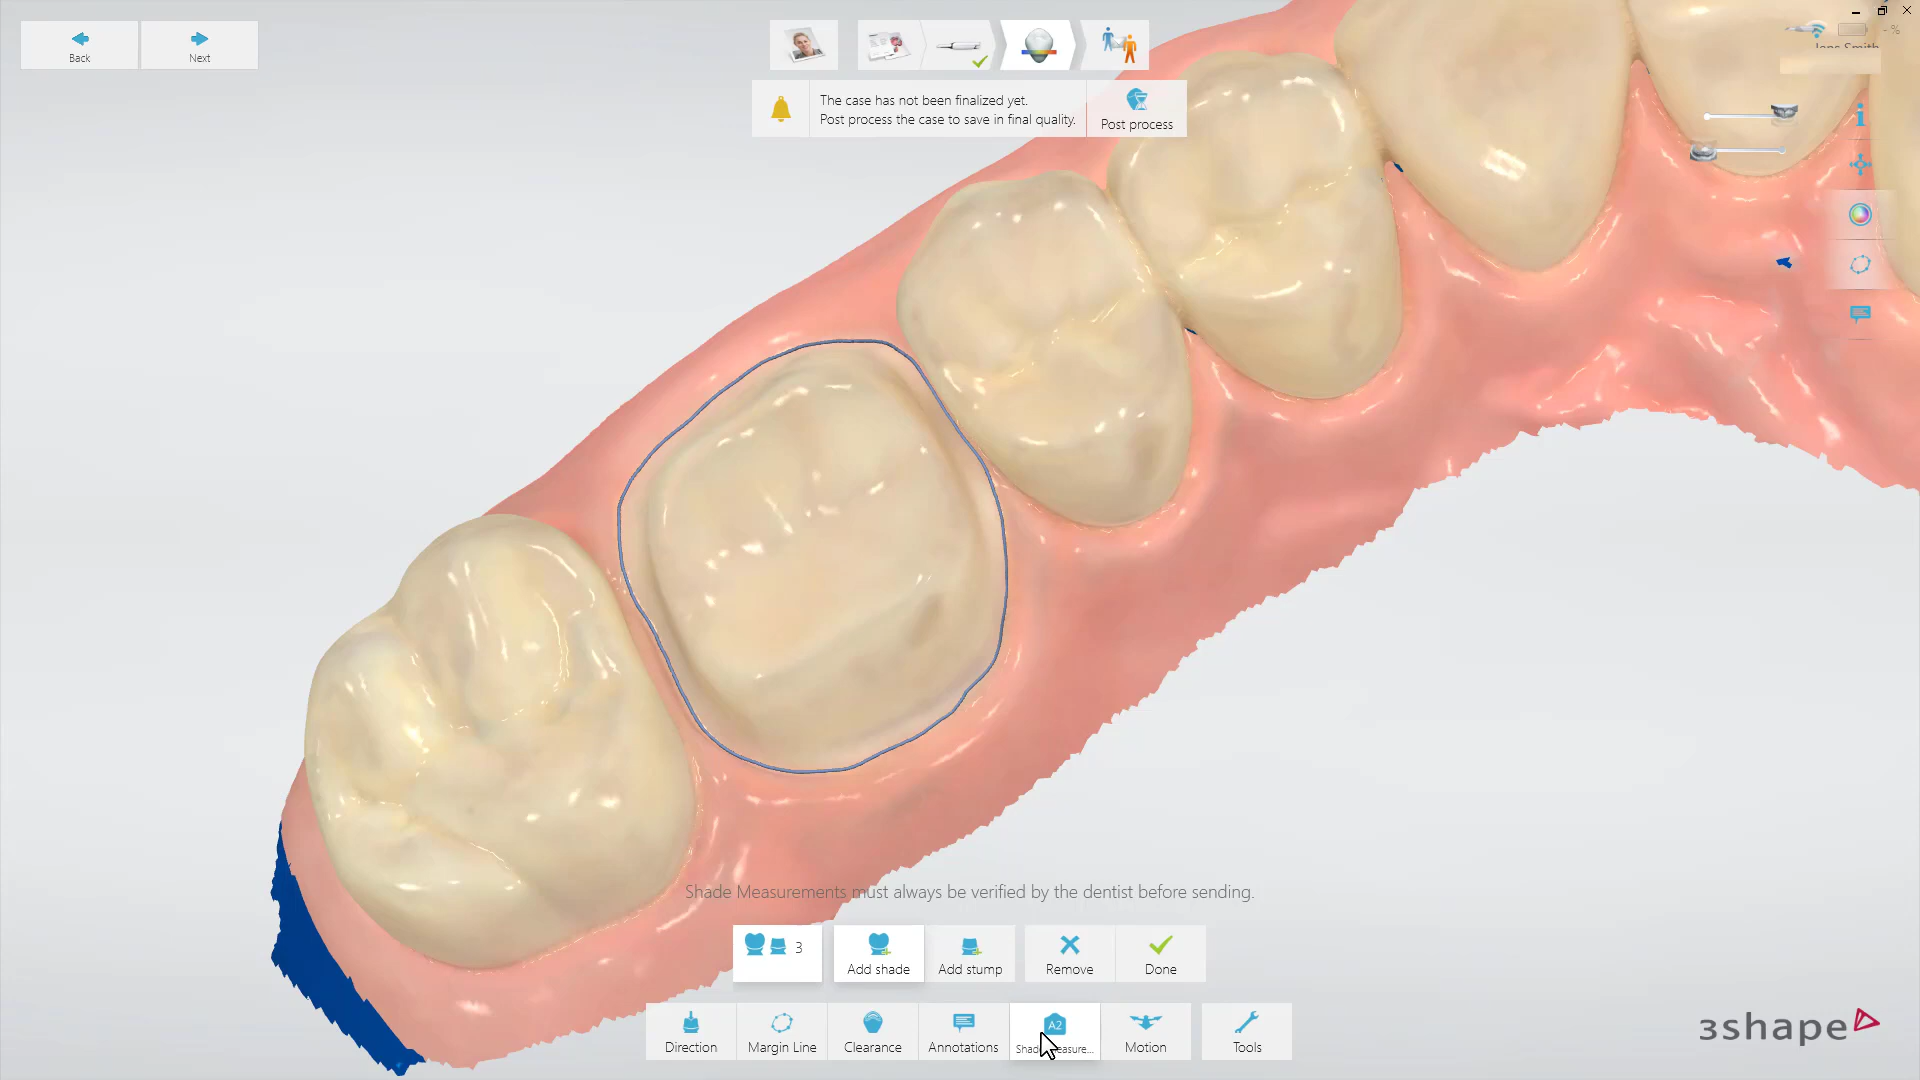 Back
Next
- %
The case has not been finalized yet.
Post process the case to save in final quality.
Post process
Shade Measurements must always be verified by the dentist before sending.
3
Add shade
Add stump
Remove
Done
A2
Direction
Margin Line
Clearance
Annotations
Motion
Tools
3shape